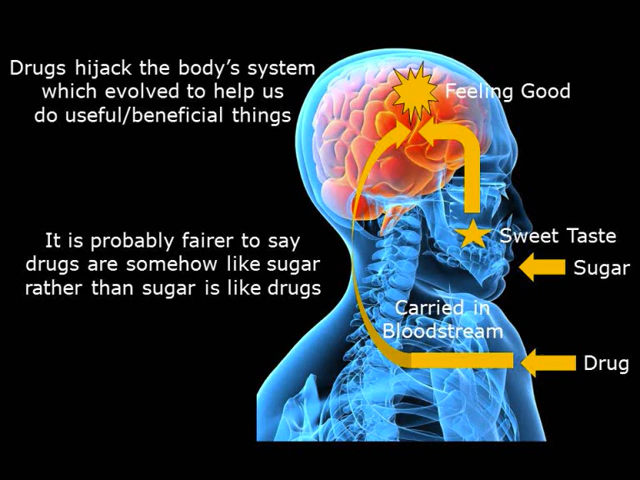 Drugs hijack the body's system
which evolved to help us
do useful/beneficial things
Feeling Good
It is probably fairer to say
drugs are somehow like sugar
rather than sugar is like drugs
Sweet Taste
Sugar
Carried in
Bloodstream
Drug